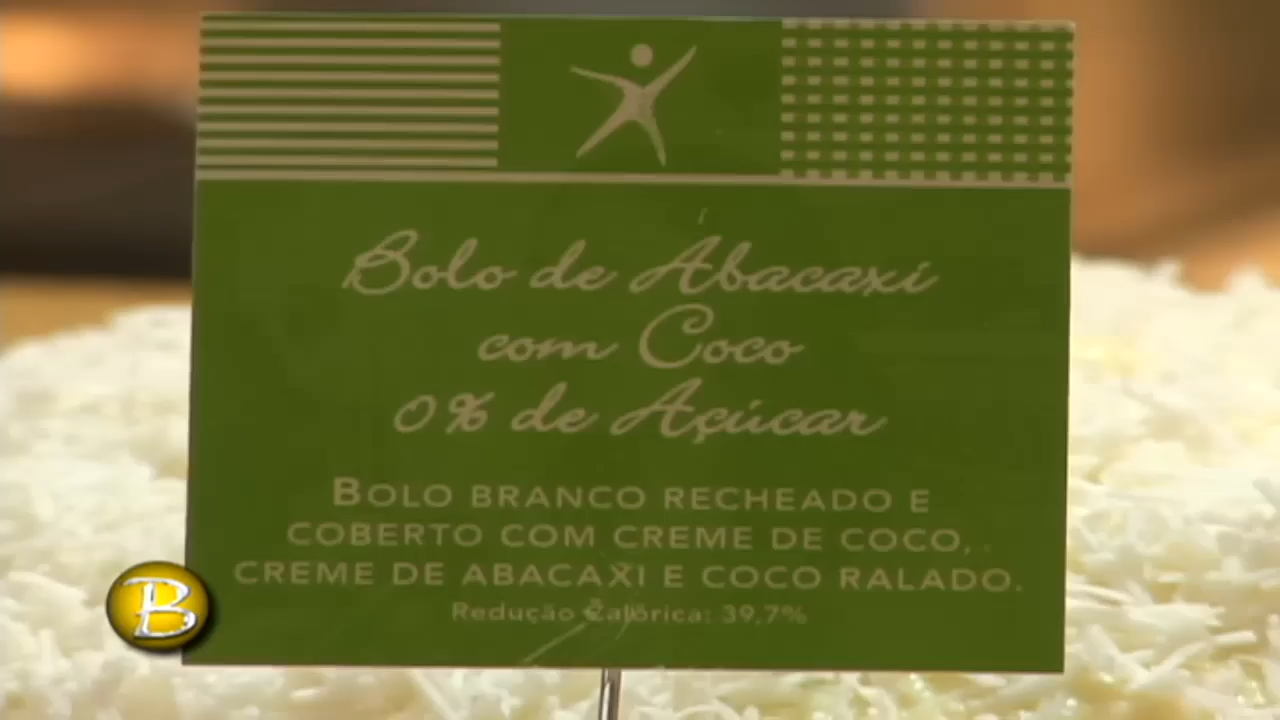 Bolo de Abacaxi
com Coco
0% de Açúcar
BOLO BRANCO RECHEADO E
COBERTO COM CREME DE COCO,
CREME DE ABACAXI E COCO RALADO.
Redução Calórica: 39,7%
B